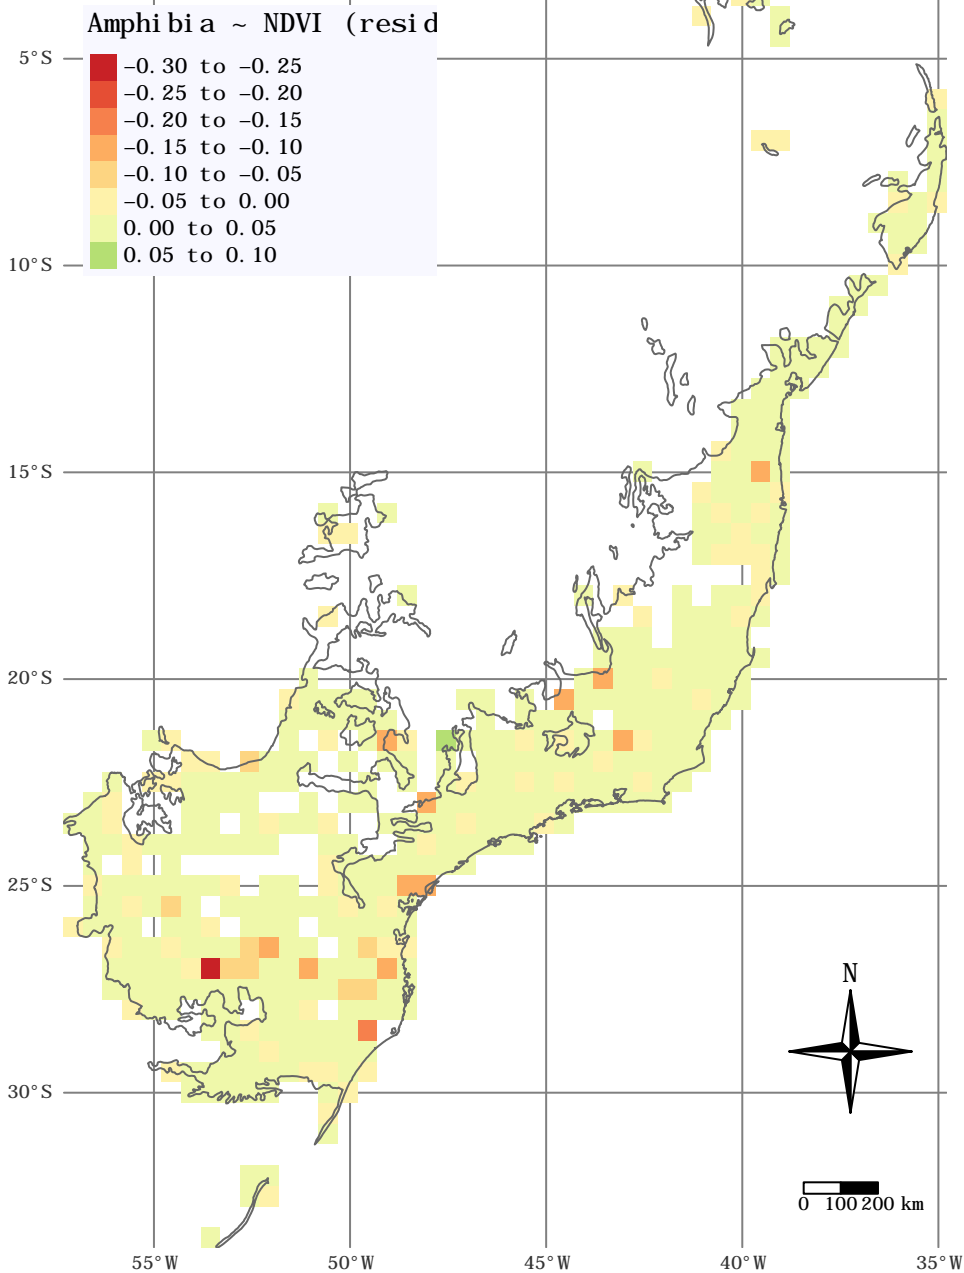 Amphibia ~ NDVI (resid
-0.30 to -0.25
-0.25 to -0.20
-0.20 to -0.15
-0.15 to -0.10
-0.10 to -0.05
-0.05 to 0.00
0.00 to 0.05
0.05 to 0.10
5°S
10°S
15°S
20°S
25°S
30°S
N
0 100 200 km
55°W 50°W 45°W 40°W 35°W